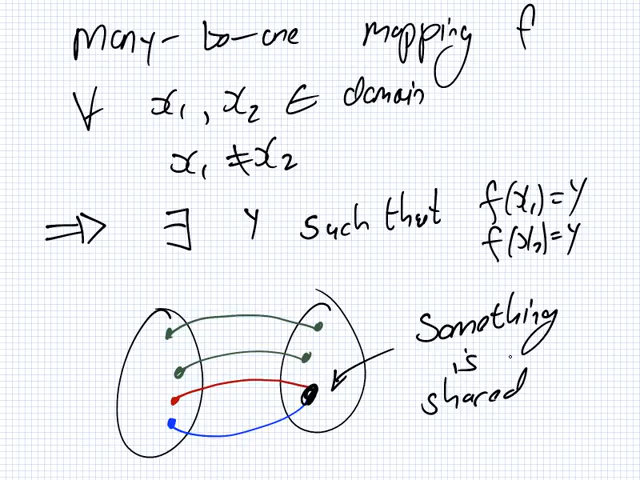 Many-to-one mapping f
∀ x₁, x₂ ∈ domain
x₁ ≠ x₂
⟹ ∃ y such that f(x₁)=y
f(x₂)=y
Something
is
shared